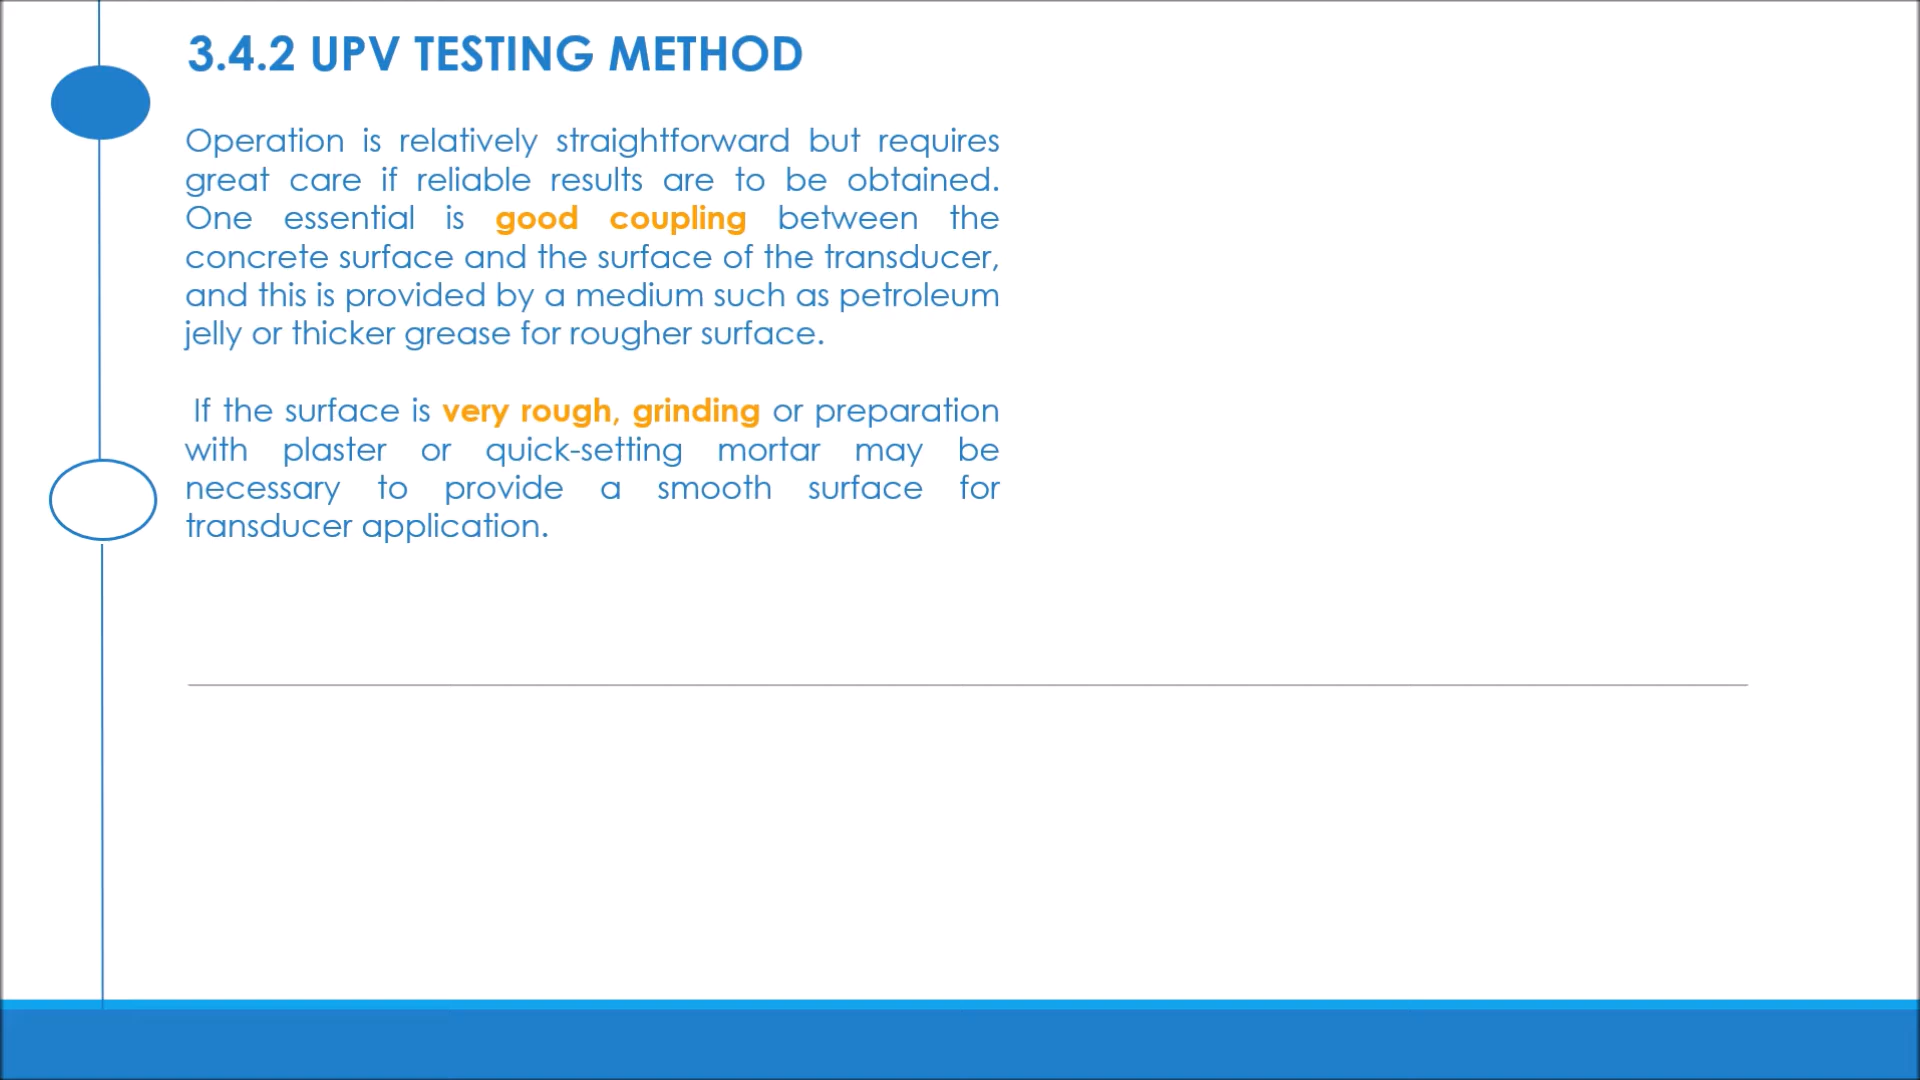 3.4.2 UPV TESTING METHOD
Operation is relatively straightforward but requires
great care if reliable results are to be obtained.
One essential is good coupling between the
concrete surface and the surface of the transducer,
and this is provided by a medium such as petroleum
jelly or thicker grease for rougher surface.
If the surface is very rough, grinding or preparation
with plaster or quick-setting mortar may be
necessary to provide a smooth surface for
transducer application.